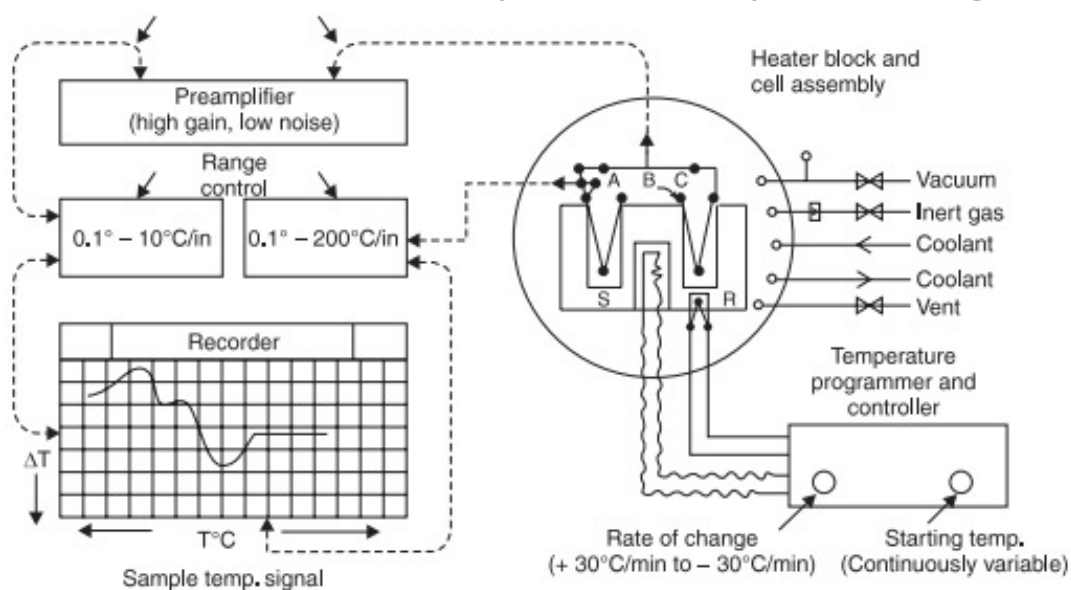 Preamplifier
(high gain, low noise)
Range
control
0.1° – 10°C/in
0.1° – 200°C/in
Recorder
ΔT
T°C
Sample temp. signal
Heater block and
cell assembly
A B C
S R
Vacuum
Inert gas
Coolant
Coolant
Vent
Temperature
programmer and
controller
Rate of change
(+ 30°C/min to – 30°C/min)
Starting temp.
(Continuously variable)